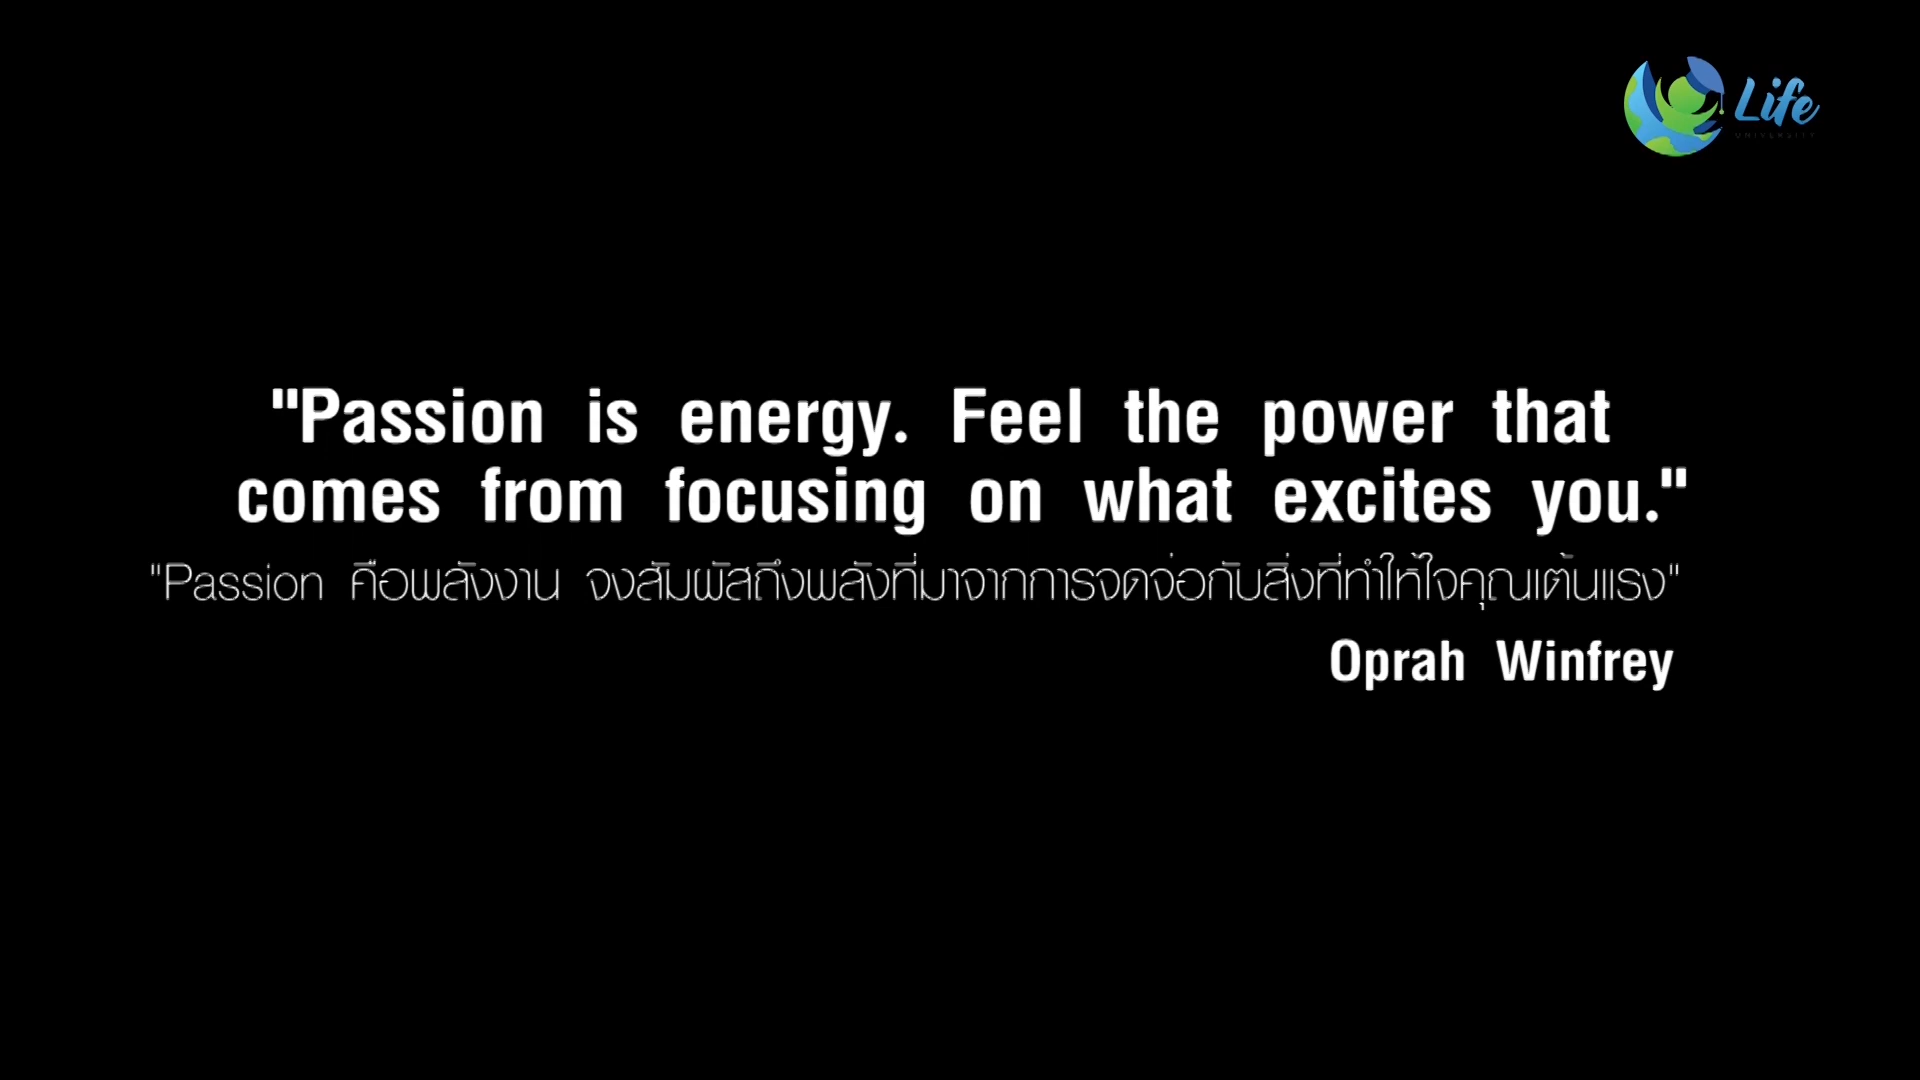 Life
UNIVERSITY
"Passion is energy. Feel the power that
comes from focusing on what excites you."
"Passion คือพลังงาน จงสัมผัสถึงพลังที่มาจากการจดจ่อกับสิ่งที่ทำให้ใจคุณเต้นแรง"
Oprah Winfrey